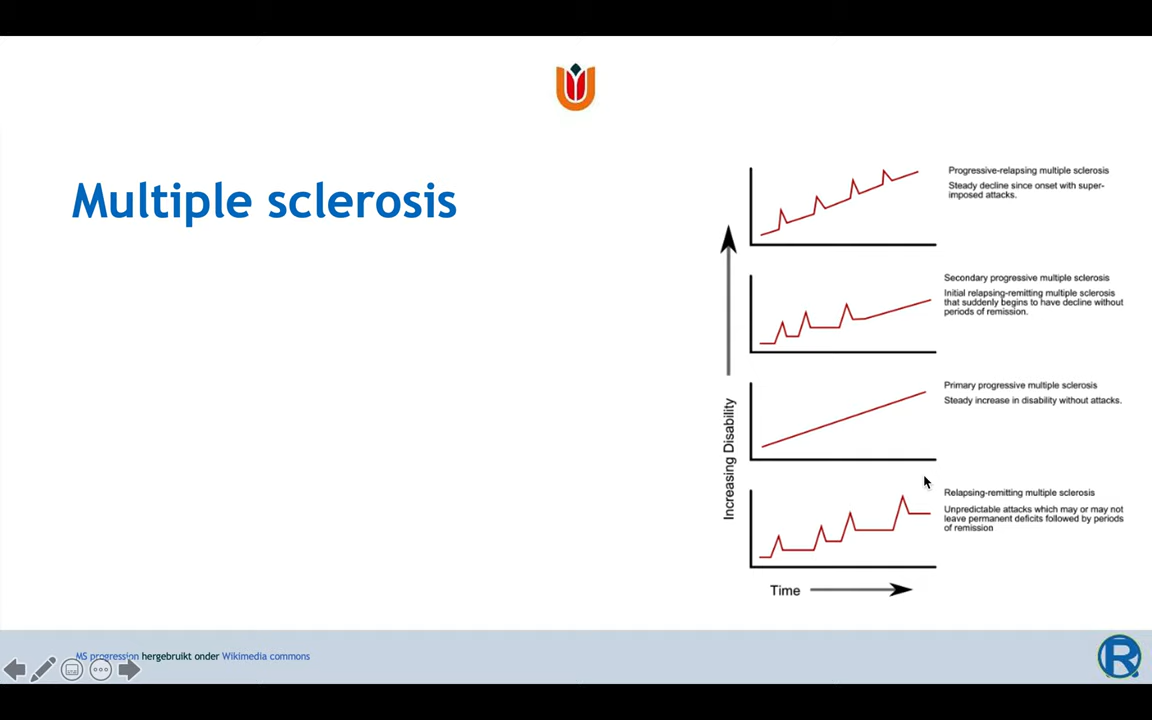 Multiple sclerosis
Progressive-relapsing multiple sclerosis
Steady decline since onset with super-
imposed attacks.
Secondary progressive multiple sclerosis
Initial relapsing-remitting multiple sclerosis
that suddenly begins to have decline without
periods of remission.
Primary progressive multiple sclerosis
Steady increase in disability without attacks.
Relapsing-remitting multiple sclerosis
Unpredictable attacks which may or may not
leave permanent deficits followed by periods
of remission
Increasing Disability
Time
MS progression hergebruikt onder Wikimedia commons
R